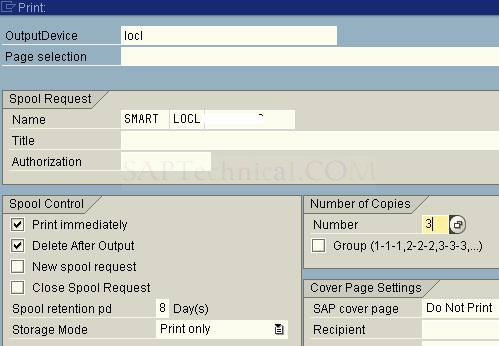 Print:
OutputDevice locl
Page selection
Spool Request
Name SMART LOCL
Title
Authorization
SAPTechnical.COM
Spool Control
Print immediately
Delete After Output
New spool request
Close Spool Request
Spool retention pd 8 Day(s)
Storage Mode Print only
Number of Copies
Number 3
Group (1-1-1,2-2-2,3-3-3,...)
Cover Page Settings
SAP cover page Do Not Print
Recipient